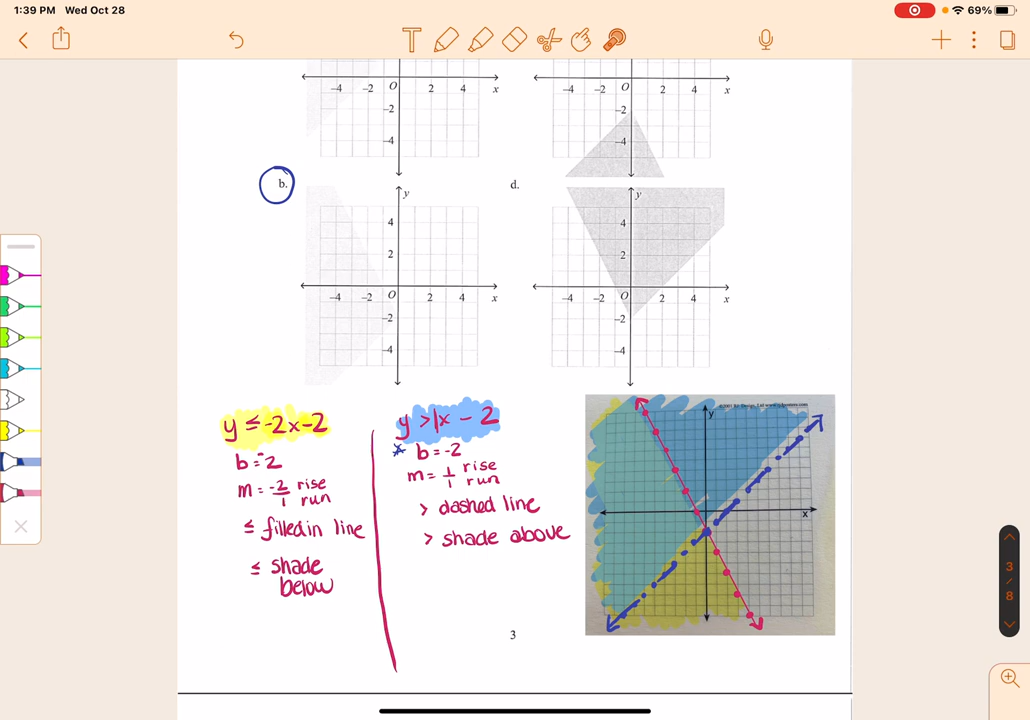 1:39 PM Wed Oct 28
69%
T
-4 -2 O 2 4 x
-2
-4
-4 -2 O 2 4 x
-2
-4
b.
y
4
2
-4 -2 O 2 4 x
-2
-4
d.
y
4
2
-4 -2 O 2 4 x
-2
-4
y ≤ -2x-2
b = -2
m = -2/1 rise
run
≤ filled in line
≤ shade
below
y > 1x - 2
* b = -2
m = 1/1 rise
run
> dashed line
> shade above
y
x
3
3
/
8